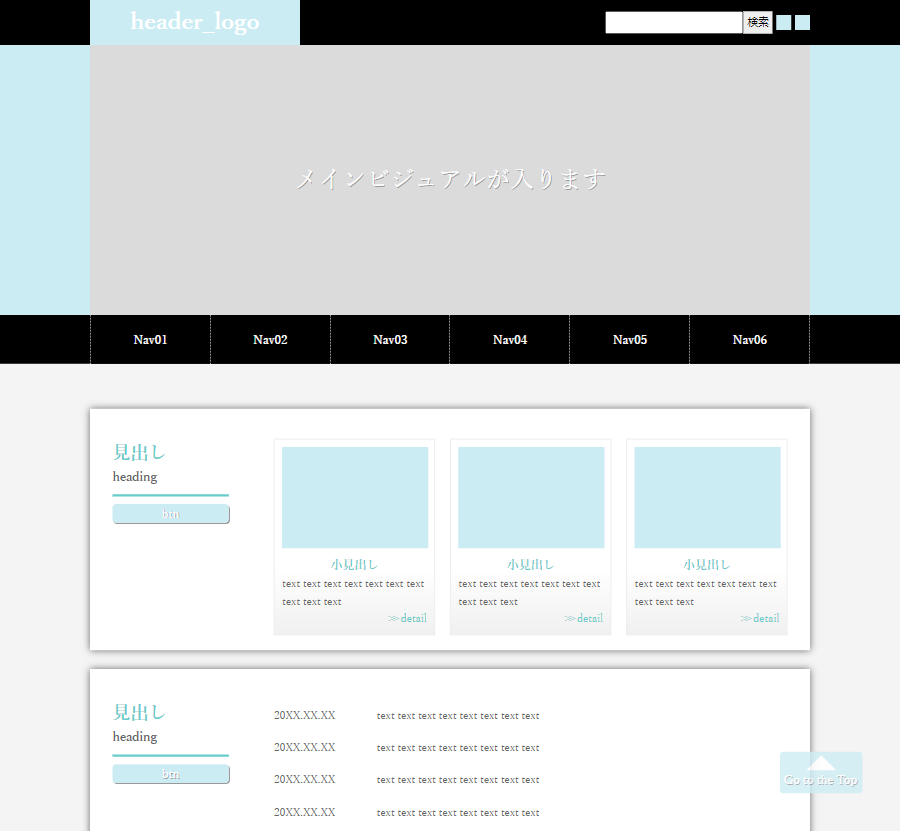 header_logo
検索
メインビジュアルが入ります
Nav01 Nav02 Nav03 Nav04 Nav05 Nav06
見出し
heading
btn
小見出し
text text text text text text text
text text text
≫detail
小見出し
text text text text text text text
text text text
≫detail
小見出し
text text text text text text text
text text text
≫detail
見出し
heading
btn
20XX.XX.XX text text text text text text text text
20XX.XX.XX text text text text text text text text
20XX.XX.XX text text text text text text text text
20XX.XX.XX text text text text text text text text
Go to the Top